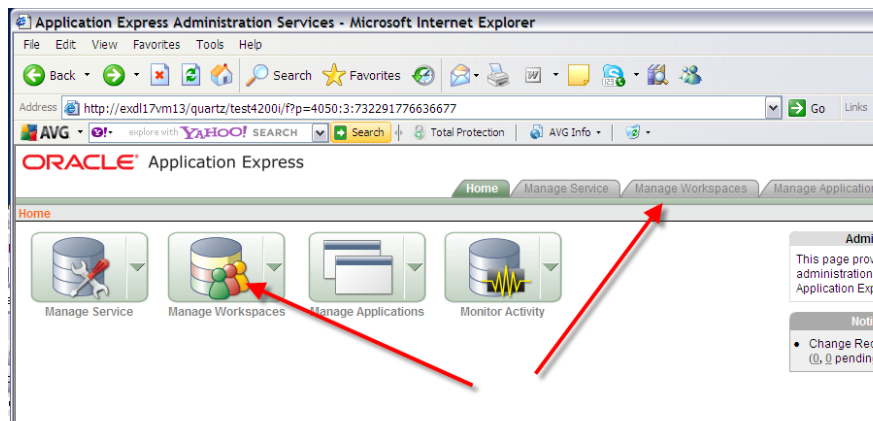 Application Express Administration Services - Microsoft Internet Explorer
File Edit View Favorites Tools Help
Back Search Favorites
Address http://exdl17vm13/quartz/test4200i/f?p=4050:3:732291776636677 Go Links
AVG Y! explore with YAHOO! SEARCH Search Total Protection AVG Info
ORACLE Application Express
Home Manage Service Manage Workspaces Manage Application
Home
Manage Service Manage Workspaces Manage Applications Monitor Activity
Admi
This page prov
administration
Application Exp
Noti
Change Req
(0, 0 pending